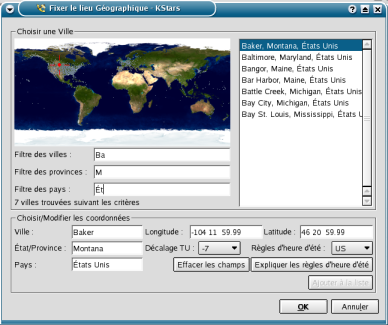 Fixer le lieu Géographique - KStars
Choisir une Ville
Baker, Montana, États Unis
Baltimore, Maryland, États Unis
Bangor, Maine, États Unis
Bar Harbor, Maine, États Unis
Battle Creek, Michigan, États Unis
Bay City, Michigan, États Unis
Bay St. Louis, Mississippi, États U
Filtre des villes : Ba
Filtre des provinces : M
Filtre des pays : Ét
7 villes trouvées suivant les critères
Choisir/Modifier les coordonnées
Ville : Baker Longitude : -104 11 59.99 Latitude : 46 20 59.99
État/Province : Montana Décalage TU : -7 Règles d'heure d'été : US
Pays : États Unis Effacer les champs Expliquer les règles d'heure d'été
Ajouter à la liste
OK Annuler